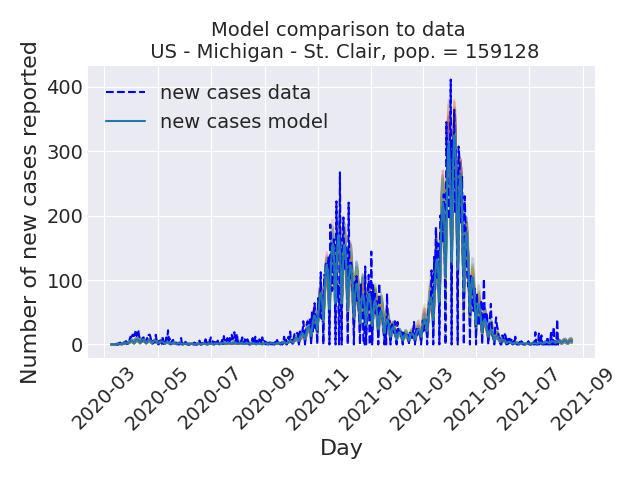 Model comparison to data
US - Michigan - St. Clair, pop. = 159128
new cases data
new cases model
Number of new cases reported
400
300
200
100
0
2020-03
2020-05
2020-07
2020-09
2020-11
2021-01
2021-03
2021-05
2021-07
2021-09
Day